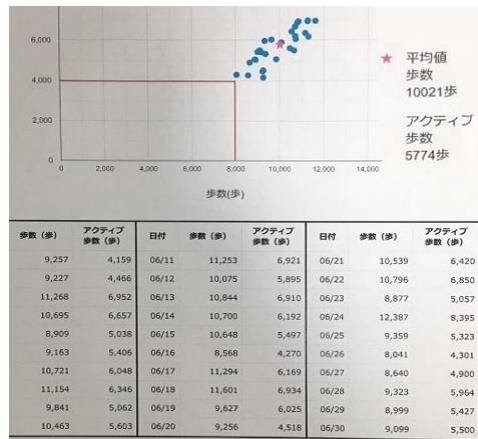 6,000
4,000
2,000
0
0 2,000 4,000 6,000 8,000 10,000 12,000 14,000
歩数(歩)
★ 平均値
歩数
10021歩
アクティブ
歩数
5774歩
歩数（歩） アクティブ歩数（歩） 日付 歩数（歩） アクティブ歩数（歩） 日付 歩数（歩） アクティブ歩数（歩）
9,257 4,159 06/11 11,253 6,921 06/21 10,539 6,420
9,227 4,466 06/12 10,075 5,895 06/22 10,796 6,850
11,268 6,952 06/13 10,844 6,910 06/23 8,877 5,057
10,695 6,657 06/14 10,700 6,192 06/24 12,387 8,395
8,909 5,038 06/15 10,648 5,497 06/25 9,359 5,323
9,163 5,406 06/16 8,568 4,270 06/26 8,041 4,301
10,721 6,048 06/17 11,294 6,169 06/27 8,640 4,900
11,154 6,346 06/18 11,601 6,934 06/28 9,323 5,964
9,841 5,062 06/19 9,627 6,025 06/29 8,999 5,427
10,463 5,603 06/20 9,256 4,518 06/30 9,099 5,500